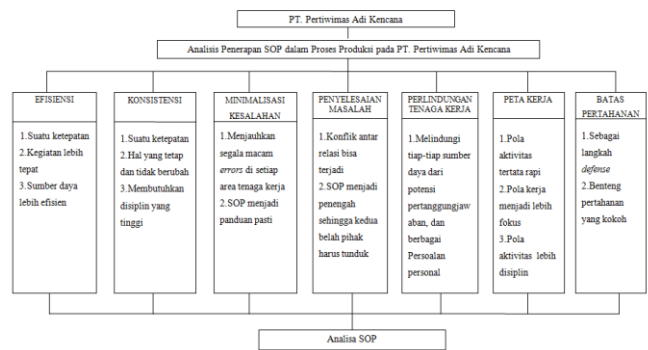 PT. Pertiwimas Adi Kencana
Analisis Penerapan SOP dalam Proses Produksi pada PT. Pertiwimas Adi Kencana
EFISIENSI
1.Suatu ketepatan
2.Kegiatan lebih
tepat
3.Sumber daya
lebih efisien
KONSISTENSI
1.Suatu ketepatan
2.Hal yang tetap
dan tidak berubah
3.Membutuhkan
disiplin yang
tinggi
MINIMALISASI
KESALAHAN
1.Menjauhkan
segala macam
errors di setiap
area tenaga kerja
2.SOP menjadi
panduan pasti
PENYELESAIAN
MASALAH
1.Konflik antar
relasi bisa
terjadi
2.SOP menjadi
penengah
sehingga kedua
belah pihak
harus tunduk
PERLINDUNGAN
TENAGA KERJA
1.Melindungi
tiap-tiap sumber
daya dari
potensi
pertanggungjaw
aban, dan
berbagai
Persoalan
personal
PETA KERJA
1.Pola
aktivitas
tertata rapi
2.Pola kerja
menjadi lebih
fokus
3.Pola
aktivitas lebih
disiplin
BATAS
PERTAHANAN
1.Sebagai
langkah
defense
2.Benteng
pertahanan
yang kokoh
Analisa SOP